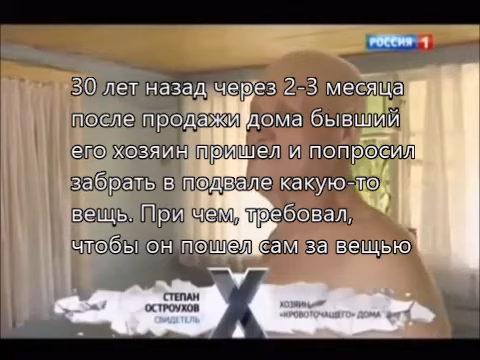 РОССИЯ 1
30 лет назад через 2-3 месяца
после продажи дома бывший
его хозяин пришел и попросил
забрать в подвале какую-то
вещь. При чем, требовал,
чтобы он пошел сам за вещью
СТЕПАН
ОСТРОУХОВ
СВИДЕТЕЛЬ
X
ХОЗЯИН
«КРОВОТОЧАЩЕГО» ДОМА